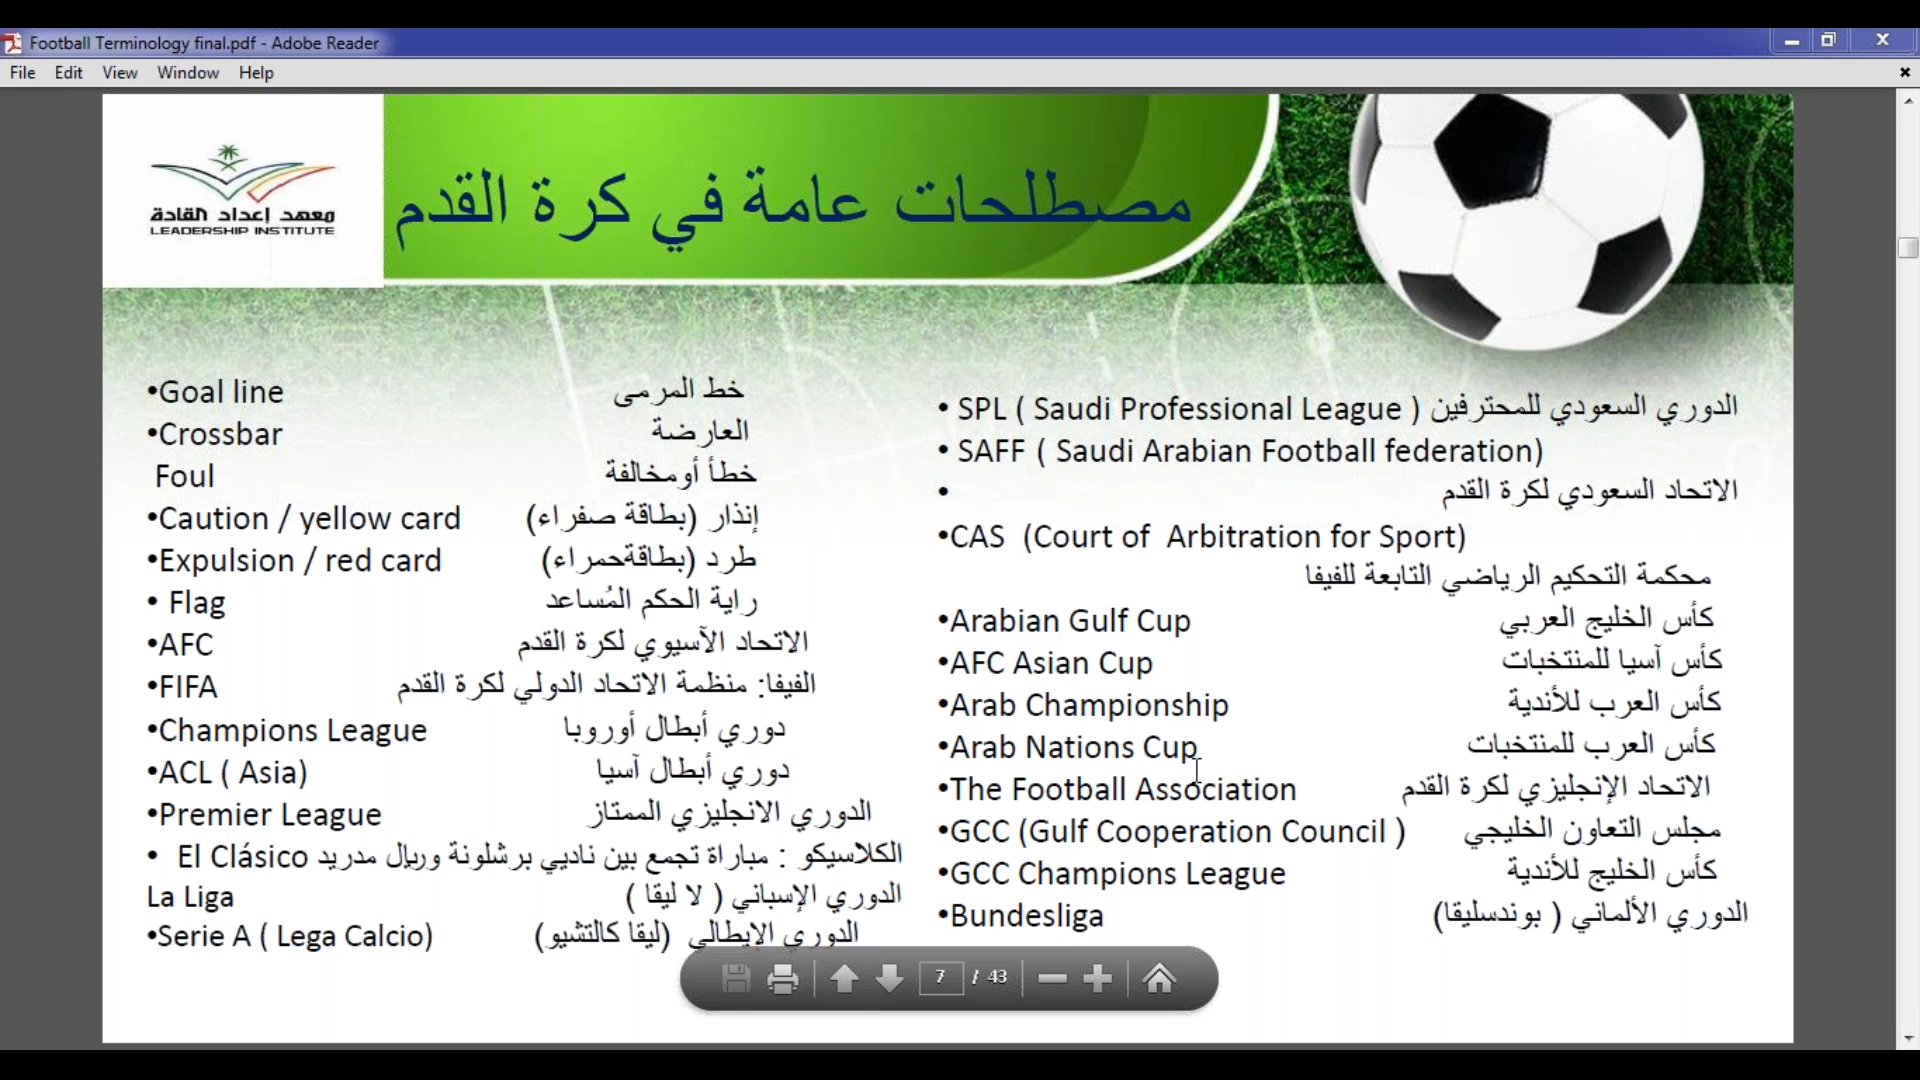 Football Terminology final.pdf - Adobe Reader
File Edit View Window Help
معهد إعداد القادة
LEADERSHIP INSTITUTE
مصطلحات عامة في كرة القدم
•Goal line خط المرمى
•Crossbar العارضة
Foul خطأ أومخالفة
•Caution / yellow card إنذار (بطاقة صفراء)
•Expulsion / red card طرد (بطاقةحمراء)
• Flag راية الحكم المُساعد
•AFC الاتحاد الآسيوي لكرة القدم
•FIFA الفيفا: منظمة الاتحاد الدولي لكرة القدم
•Champions League دوري أبطال أوروبا
•ACL ( Asia) دوري أبطال آسيا
•Premier League الدوري الانجليزي الممتاز
• El Clásico الكلاسيكو : مباراة تجمع بين ناديي برشلونة وريال مدريد
La Liga الدوري الإسباني ( لا ليقا )
•Serie A ( Lega Calcio) الدوري الإيطالي (ليقا كالتشيو)
• SPL ( Saudi Professional League ) الدوري السعودي للمحترفين
• SAFF ( Saudi Arabian Football federation)
• الاتحاد السعودي لكرة القدم
•CAS (Court of Arbitration for Sport)
محكمة التحكيم الرياضي التابعة للفيفا
•Arabian Gulf Cup كأس الخليج العربي
•AFC Asian Cup كأس آسيا للمنتخبات
•Arab Championship كأس العرب للأندية
•Arab Nations Cup كأس العرب للمنتخبات
•The Football Association الاتحاد الإنجليزي لكرة القدم
•GCC (Gulf Cooperation Council ) مجلس التعاون الخليجي
•GCC Champions League كأس الخليج للأندية
•Bundesliga الدوري الألماني ( بوندسليقا)
7 / 43